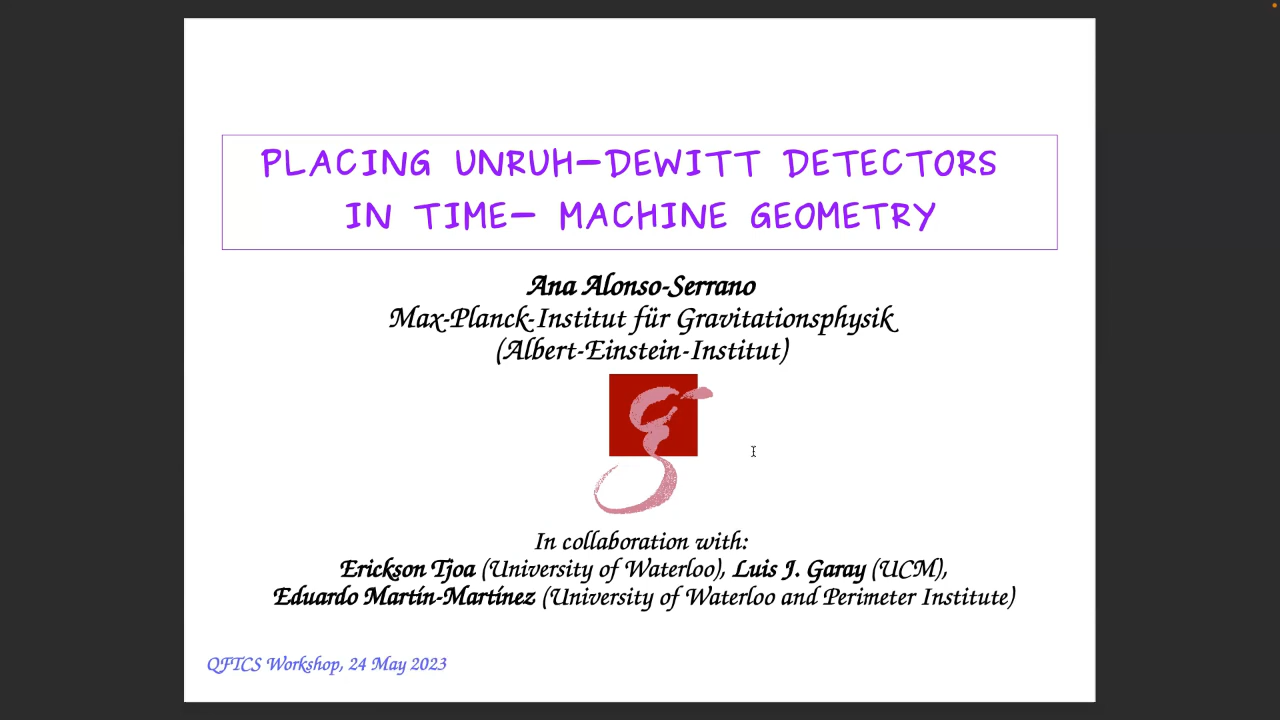 PLACING UNRUH–DEWITT DETECTORS
IN TIME– MACHINE GEOMETRY
Ana Alonso-Serrano
Max-Planck-Institut für Gravitationsphysik
(Albert-Einstein-Institut)
In collaboration with:
Erickson Tjoa (University of Waterloo), Luis J. Garay (UCM),
Eduardo Martín-Martínez (University of Waterloo and Perimeter Institute)
QFTCS Workshop, 24 May 2023